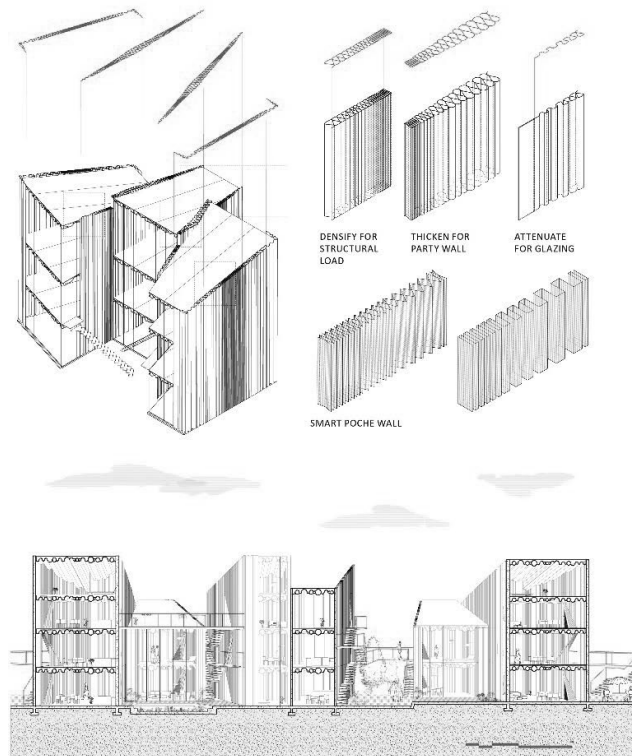 DENSIFY FOR
STRUCTURAL
LOAD
THICKEN FOR
PARTY WALL
ATTENUATE
FOR GLAZING
SMART POCHE WALL